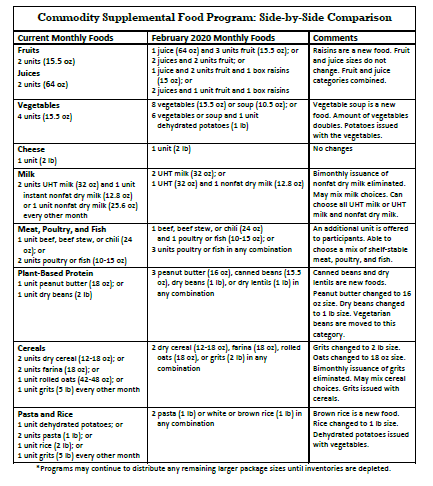 Commodity Supplemental Food Program: Side-by-Side Comparison
Current Monthly Foods
February 2020 Monthly Foods
Comments
Fruits
2 units (15.5 oz)
Juices
2 units (64 oz)
1 juice (64 oz) and 3 units fruit (15.5 oz); or
2 juices and 2 units fruit; or
1 juice and 2 units fruit and 1 box raisins
(15 oz); or
2 juices and 1 unit fruit and 1 box raisins
Raisins are a new food. Fruit
and juice sizes do not
change. Fruit and juice
categories combined.
Vegetables
4 units (15.5 oz)
8 vegetables (15.5 oz) or soup (10.5 oz); or
6 vegetables or soup and 1 unit
dehydrated potatoes (1 lb)
Vegetable soup is a new
food. Amount of vegetables
doubles. Potatoes issued
with the vegetables.
Cheese
1 unit (2 lb)
1 unit (2 lb)
No changes
Milk
2 units UHT milk (32 oz) and 1 unit
instant nonfat dry milk (12.8 oz)
or 1 unit nonfat dry milk (25.6 oz)
every other month
2 UHT milk (32 oz); or
1 UHT (32 oz) and 1 nonfat dry milk (12.8 oz)
Bimonthly issuance of
nonfat dry milk eliminated.
May mix milk choices. Can
choose all UHT milk or UHT
milk and nonfat dry milk.
Meat, Poultry, and Fish
1 unit beef, beef stew, or chili (24
oz); or
2 units poultry or fish (10-15 oz)
1 beef, beef stew, or chili (24 oz)
and 1 poultry or fish (10-15 oz); or
3 units poultry or fish in any combination
An additional unit is offered
to participants. Able to
choose a mix of shelf-stable
meat, poultry, and fish.
Plant-Based Protein
1 unit peanut butter (18 oz); or
1 unit dry beans (2 lb)
3 peanut butter (16 oz), canned beans (15.5
oz), dry beans (1 lb), or dry lentils (1 lb) in
any combination
Canned beans and dry
lentils are new foods.
Peanut butter changed to 16
oz size. Dry beans changed
to 1 lb size. Vegetarian
beans are moved to this
category.
Cereals
2 units dry cereal (12-18 oz); or
2 units farina (18 oz); or
1 unit rolled oats (42-48 oz); or
1 unit grits (5 lb) every other month
2 dry cereal (12-18 oz), farina (18 oz), rolled
oats (18 oz), or grits (2 lb) in any
combination
Grits changed to 2 lb size.
Oats changed to 18 oz size.
Bimonthly issuance of grits
eliminated. May mix cereal
choices. Grits issued with
cereals.
Pasta and Rice
1 unit dehydrated potatoes; or
2 units pasta (1 lb); or
1 unit rice (2 lb); or
1 unit grits (5 lb) every other month
2 pasta (1 lb) or white or brown rice (1 lb) in
any combination
Brown rice is a new food.
Rice changed to 1 lb size.
Dehydrated potatoes issued
with vegetables.
*Programs may continue to distribute any remaining larger package sizes until inventories are depleted.